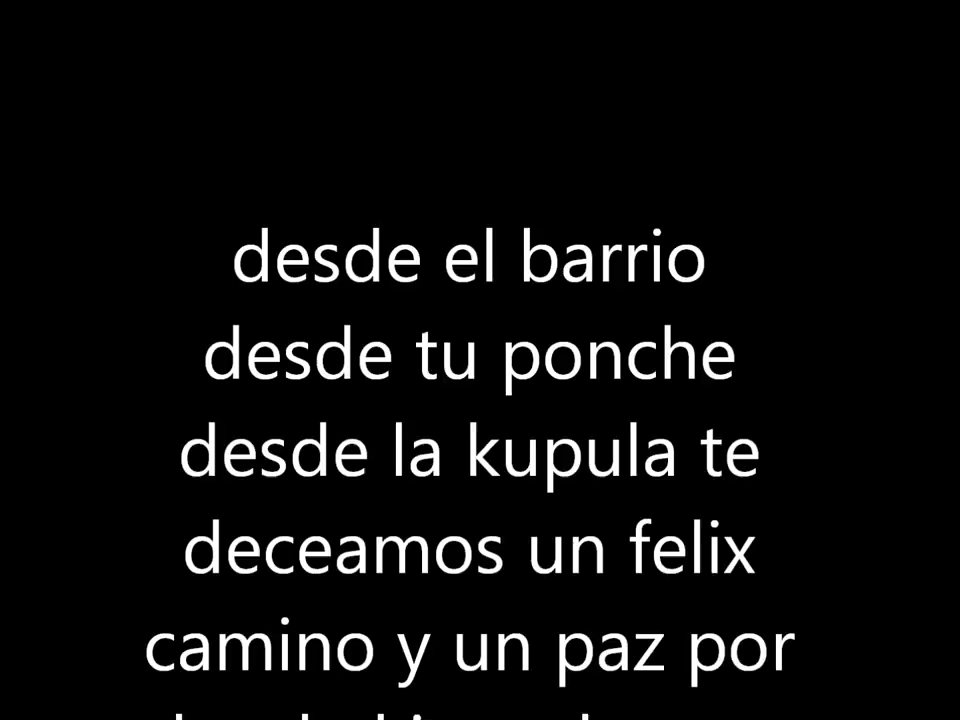 desde el barrio
desde tu ponche
desde la kupula te
deceamos un felix
camino y un paz por